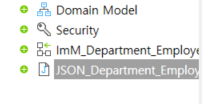 Domain Model
Security
ImM_Department_Employe
JSON_Department_Employ